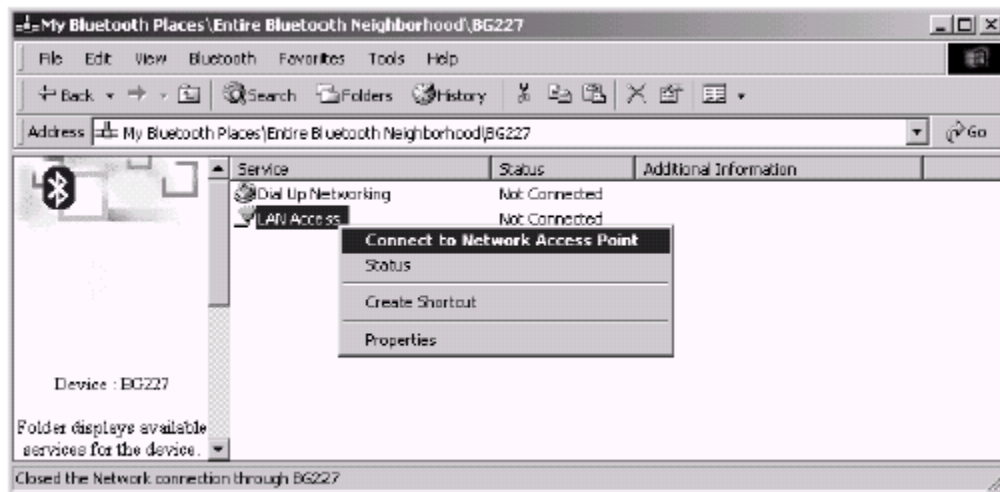 My Bluetooth Places\Entire Bluetooth Neighborhood\BG227
File Edit View Bluetooth Favorites Tools Help
Back Search Folders History
Address My Bluetooth Places\Entire Bluetooth Neighborhood\BG227 Go
Service Status Additional Information
Dial Up Networking Not Connected
LAN Access Not Connected
Connect to Network Access Point
Status
Create Shortcut
Properties
Device : BG227
Folder displays available
services for the device.
Closed the Network connection through BG227